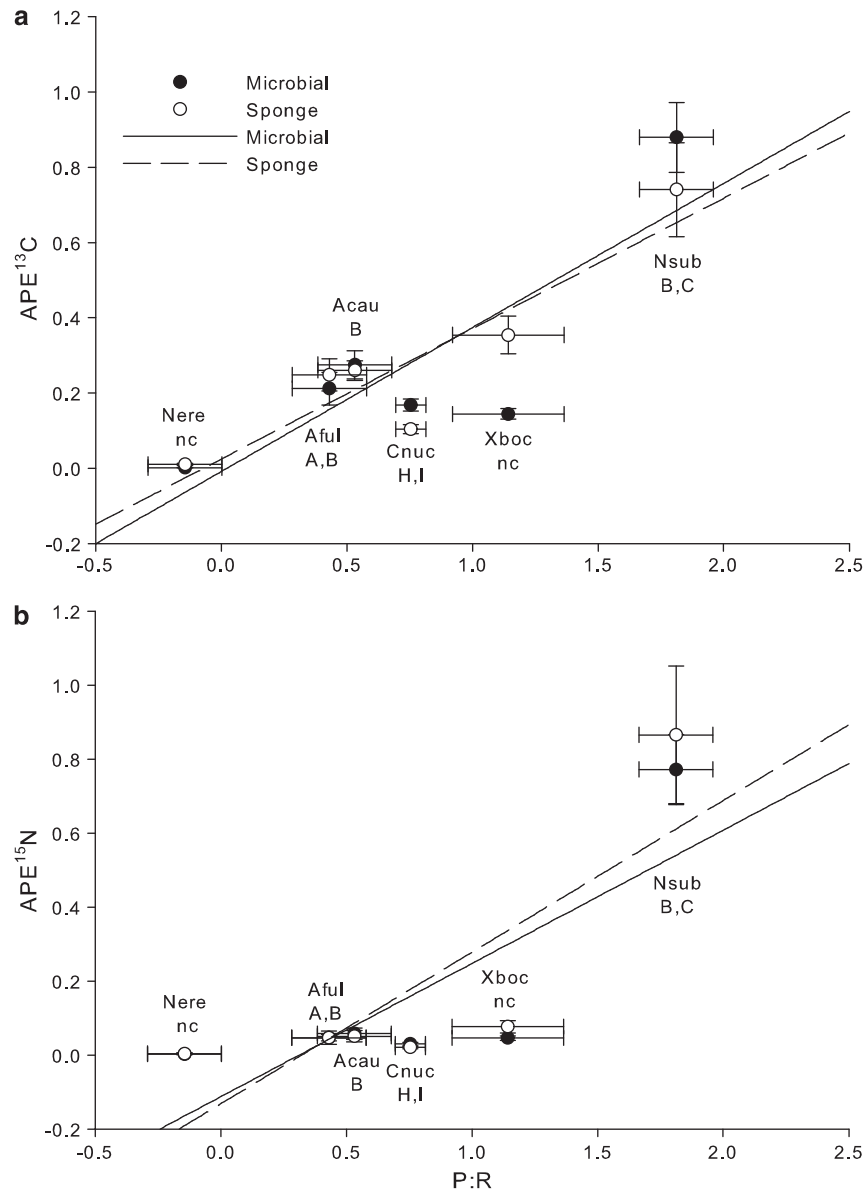 a
1.2
1.0
0.8
0.6
0.4
0.2
0.0
-0.2
APE¹³C
Microbial
Sponge
Microbial
Sponge
Nere
nc
Aful
A,B
Acau
B
Cnuc
H,I
Xboc
nc
Nsub
B,C
-0.5 0.0 0.5 1.0 1.5 2.0 2.5
b
1.2
1.0
0.8
0.6
0.4
0.2
0.0
-0.2
APE¹⁵N
Nere
nc
Aful
A,B
Acau
B
Cnuc
H,I
Xboc
nc
Nsub
B,C
-0.5 0.0 0.5 1.0 1.5 2.0 2.5
P:R